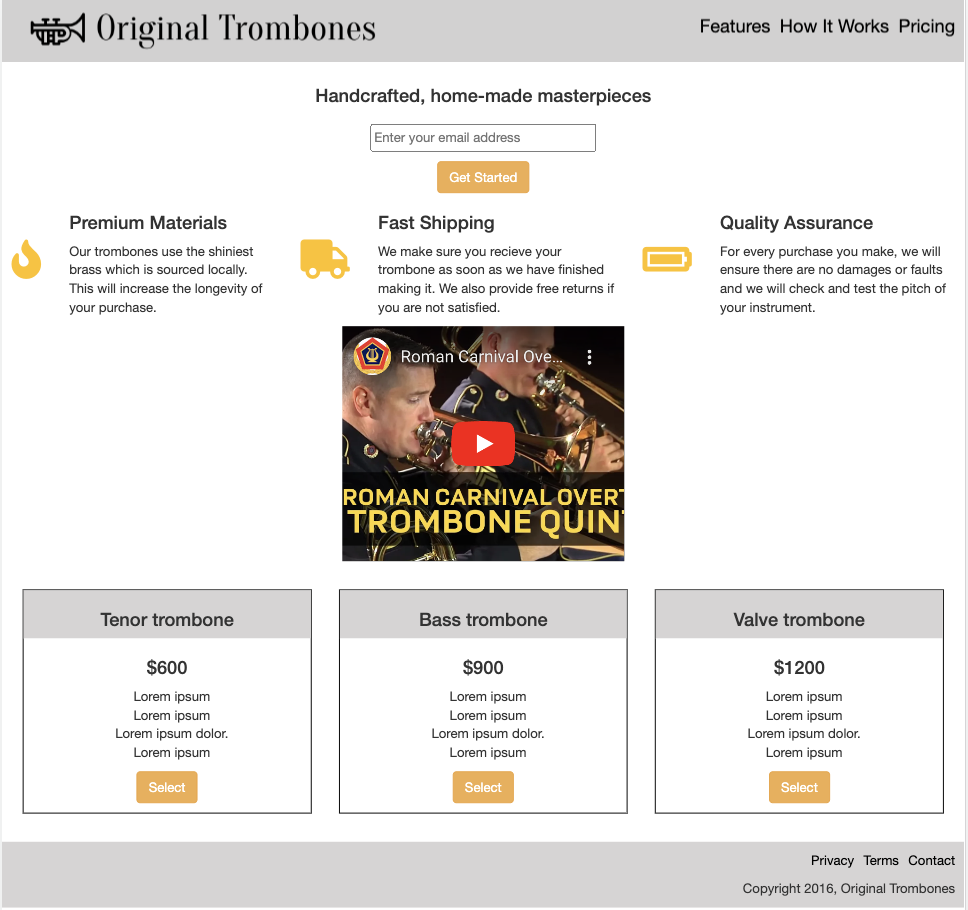 Original Trombones
Features How It Works Pricing
Handcrafted, home-made masterpieces
Enter your email address
Get Started
Premium Materials
Our trombones use the shiniest
brass which is sourced locally.
This will increase the longevity of
your purchase.
Fast Shipping
We make sure you recieve your
trombone as soon as we have finished
making it. We also provide free returns if
you are not satisfied.
Quality Assurance
For every purchase you make, we will
ensure there are no damages or faults
and we will check and test the pitch of
your instrument.
Roman Carnival Ove...
ROMAN CARNIVAL OVERT
TROMBONE QUIN
Tenor trombone
$600
Lorem ipsum
Lorem ipsum
Lorem ipsum dolor.
Lorem ipsum
Select
Bass trombone
$900
Lorem ipsum
Lorem ipsum
Lorem ipsum dolor.
Lorem ipsum
Select
Valve trombone
$1200
Lorem ipsum
Lorem ipsum
Lorem ipsum dolor.
Lorem ipsum
Select
Privacy Terms Contact
Copyright 2016, Original Trombones